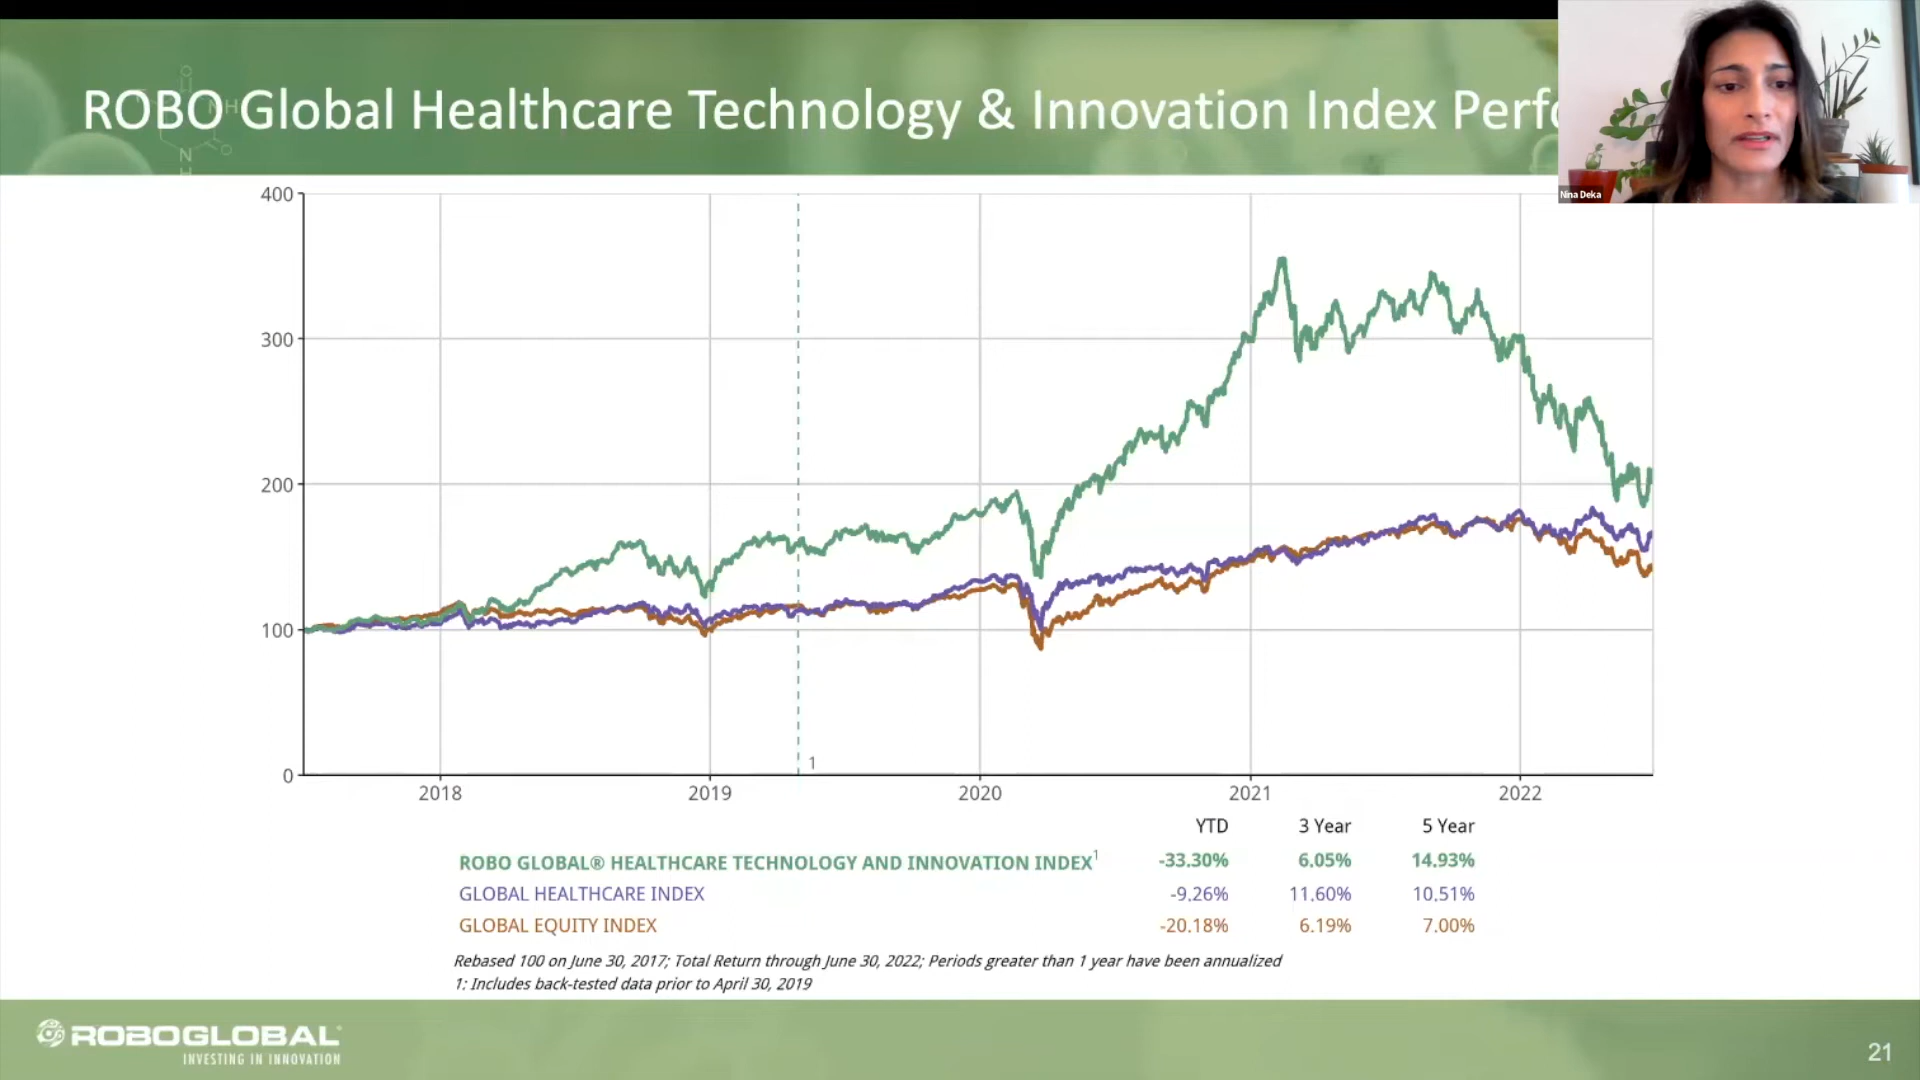 ROBO Global Healthcare Technology & Innovation Index
Nina Deka
400
300
200
100
0
1
2018 2019 2020 2021 2022
YTD 3 Year 5 Year
ROBO GLOBAL® HEALTHCARE TECHNOLOGY AND INNOVATION INDEX1 -33.30% 6.05% 14.93%
GLOBAL HEALTHCARE INDEX -9.26% 11.60% 10.51%
GLOBAL EQUITY INDEX -20.18% 6.19% 7.00%
Rebased 100 on June 30, 2017; Total Return through June 30, 2022; Periods greater than 1 year have been annualized
1: Includes back-tested data prior to April 30, 2019
ROBOGLOBAL
INVESTING IN INNOVATION
21